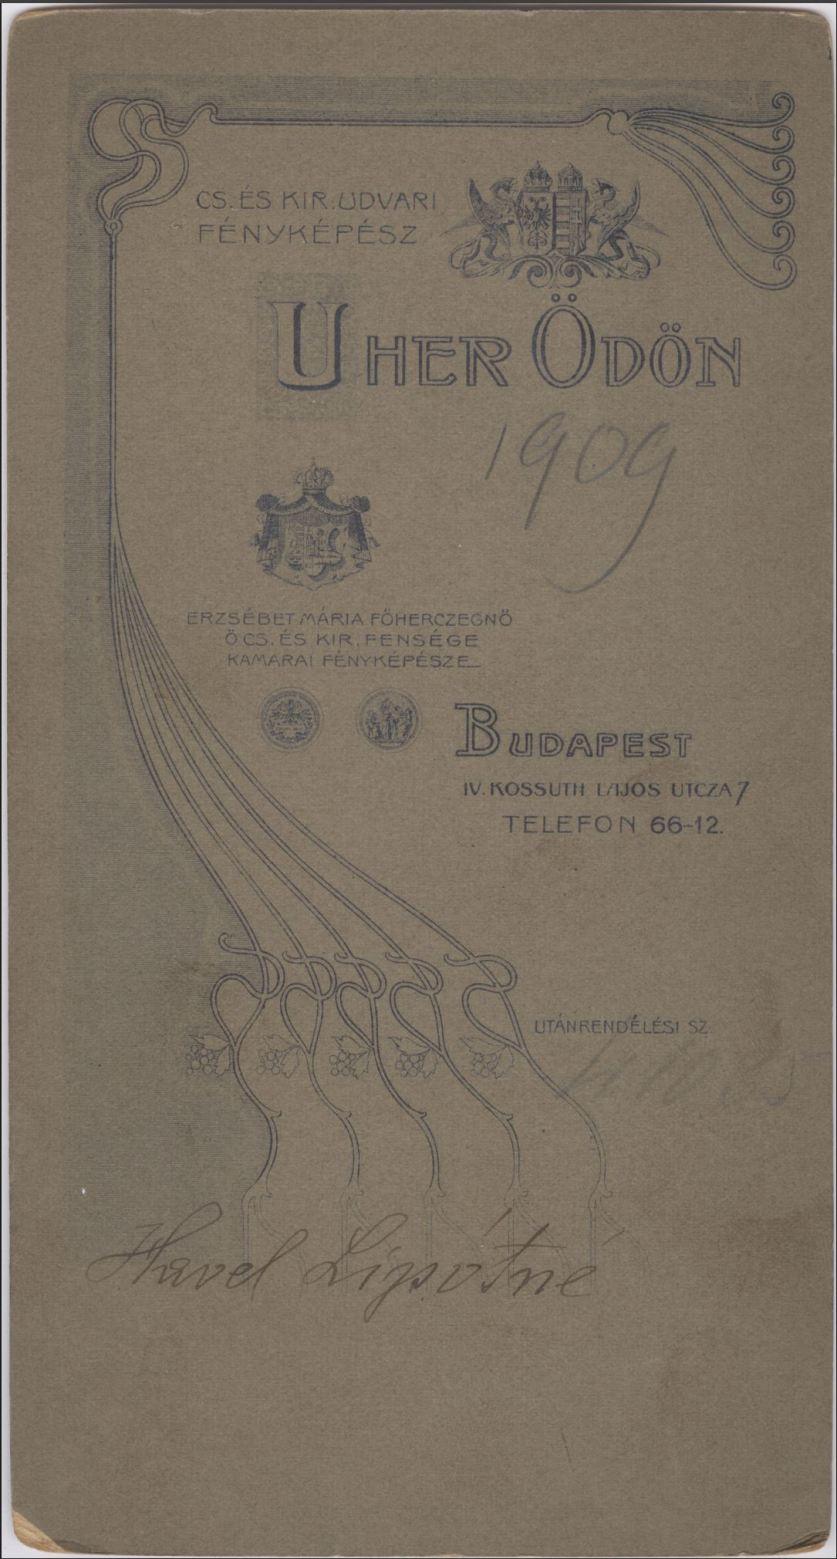 CS. ÉS KIR. UDVARI
FÉNYKÉPÉSZ
UHER ÖDÖN
1909
ERZSÉBET MÁRIA FŐHERCZEGNŐ
Ő CS. ÉS KIR. FENSÉGE
KAMARAI FÉNYKÉPÉSZE
BUDAPEST
IV. KOSSUTH LAJOS UTCZA 7
TELEFON 66-12.
UTÁNRENDELÉSI SZ.
Havel Lipótné